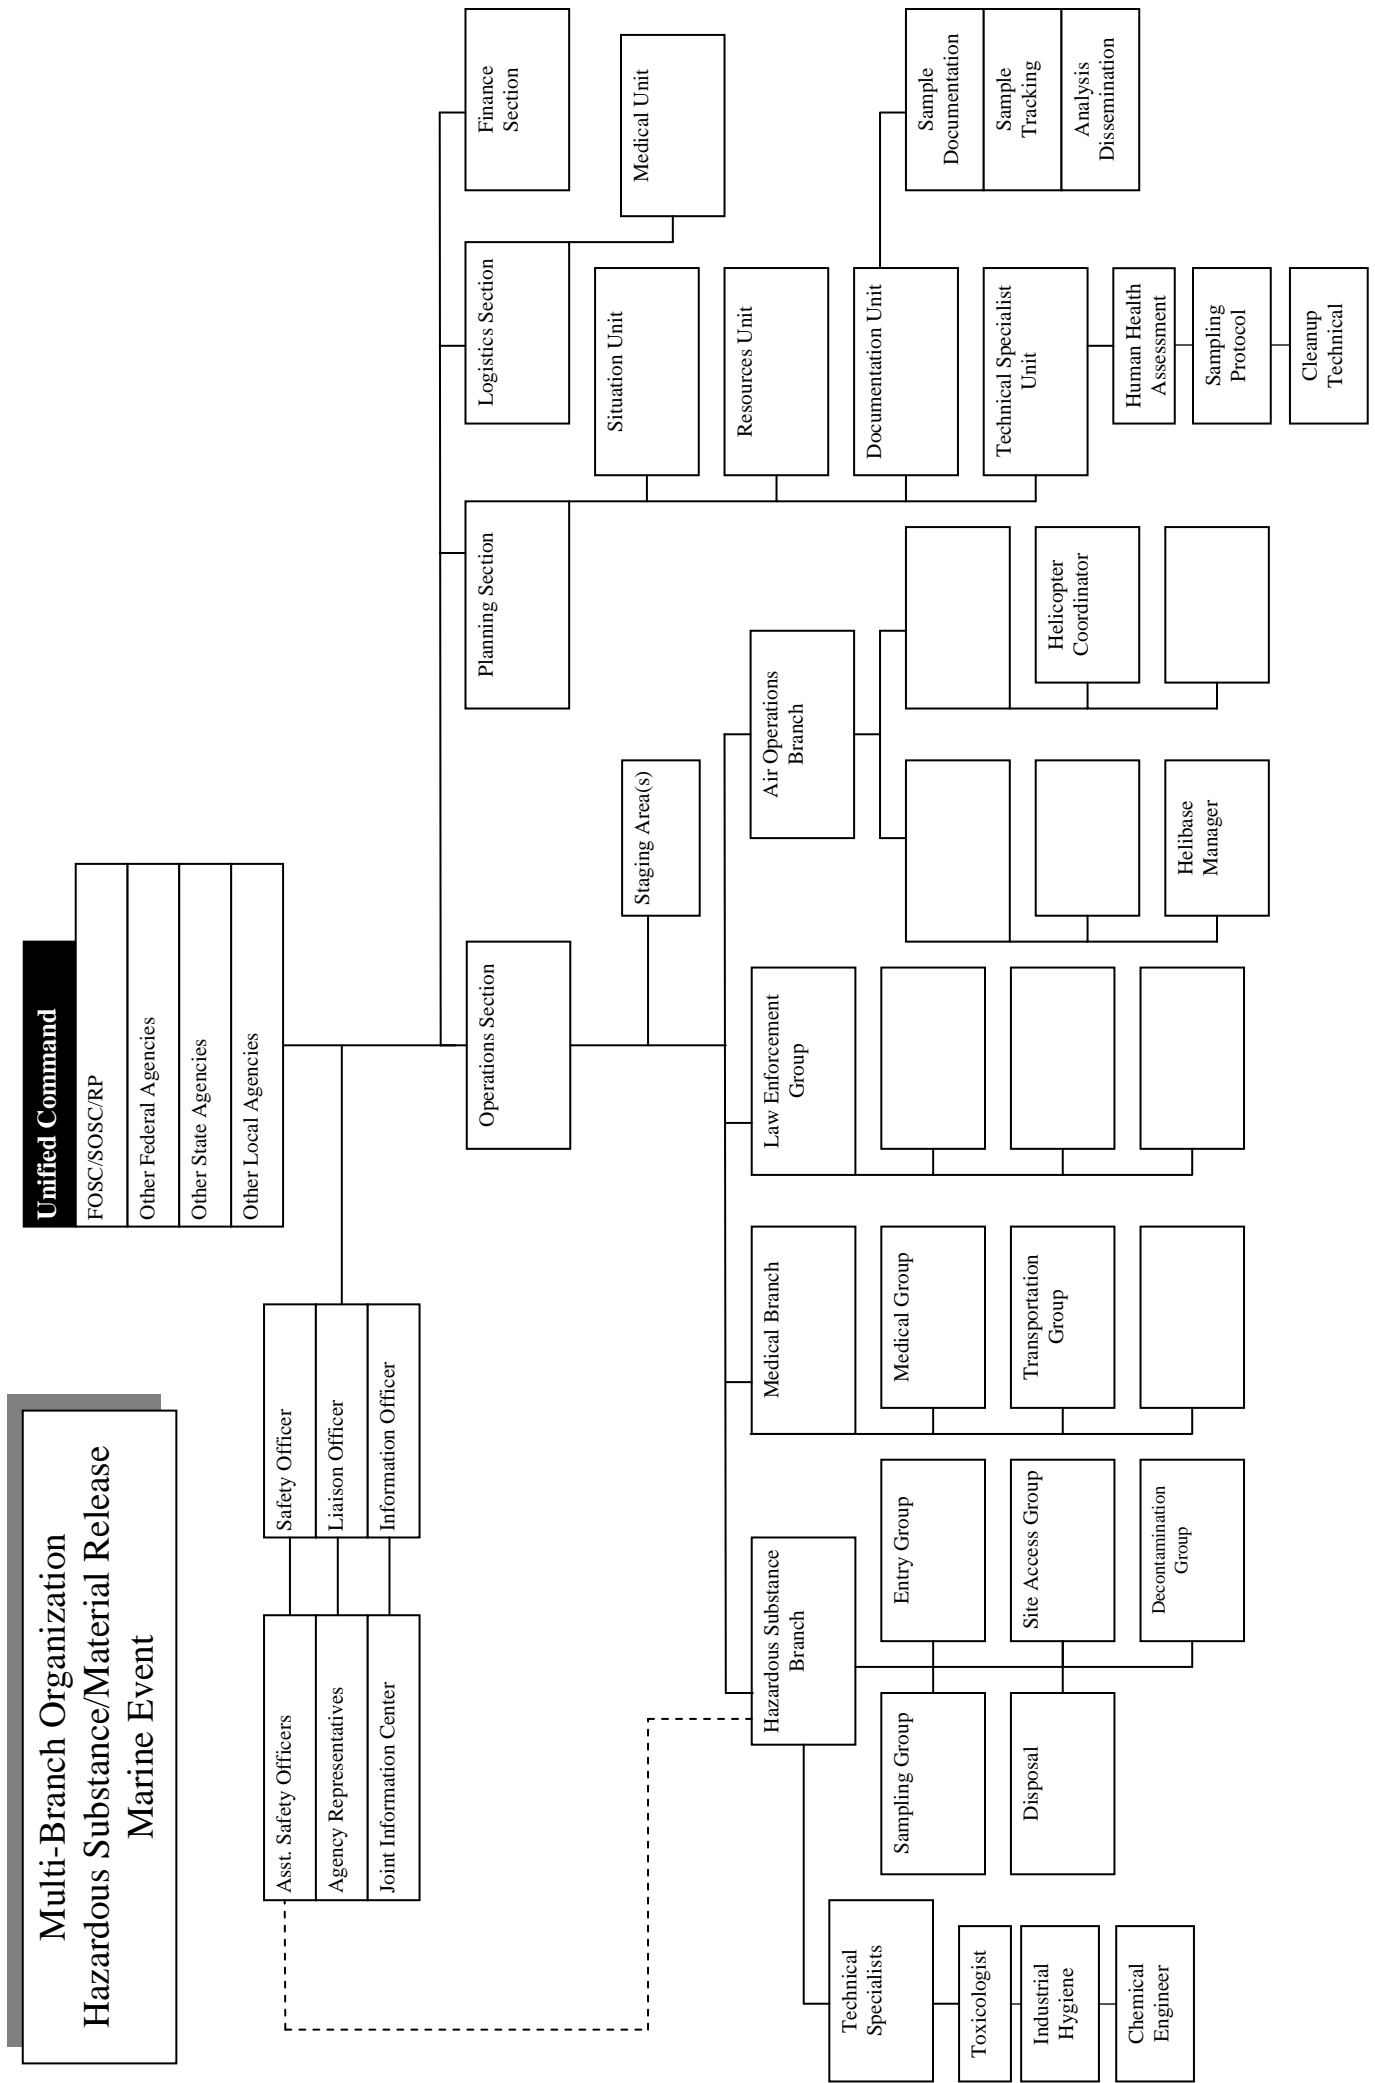 Multi-Branch Organization
Hazardous Substance/Material Release
Marine Event
Unified Command
FOSC/SOSC/RP
Other Federal Agencies
Other State Agencies
Other Local Agencies
Asst. Safety Officers
Safety Officer
Agency Representatives
Liaison Officer
Joint Information Center
Information Officer
Operations Section
Planning Section
Logistics Section
Finance
Section
Staging Area(s)
Medical Unit
Situation Unit
Resources Unit
Documentation Unit
Technical Specialist
Unit
Human Health
Assessment
Sampling
Protocol
Cleanup
Technical
Sample
Documentation
Sample
Tracking
Analysis
Dissemination
Hazardous Substance
Branch
Technical
Specialists
Toxicologist
Industrial
Hygiene
Chemical
Engineer
Sampling Group
Entry Group
Disposal
Site Access Group
Decontamination
Group
Medical Branch
Medical Group
Transportation
Group
Law Enforcement
Group
Air Operations
Branch
Helibase
Manager
Helicopter
Coordinator